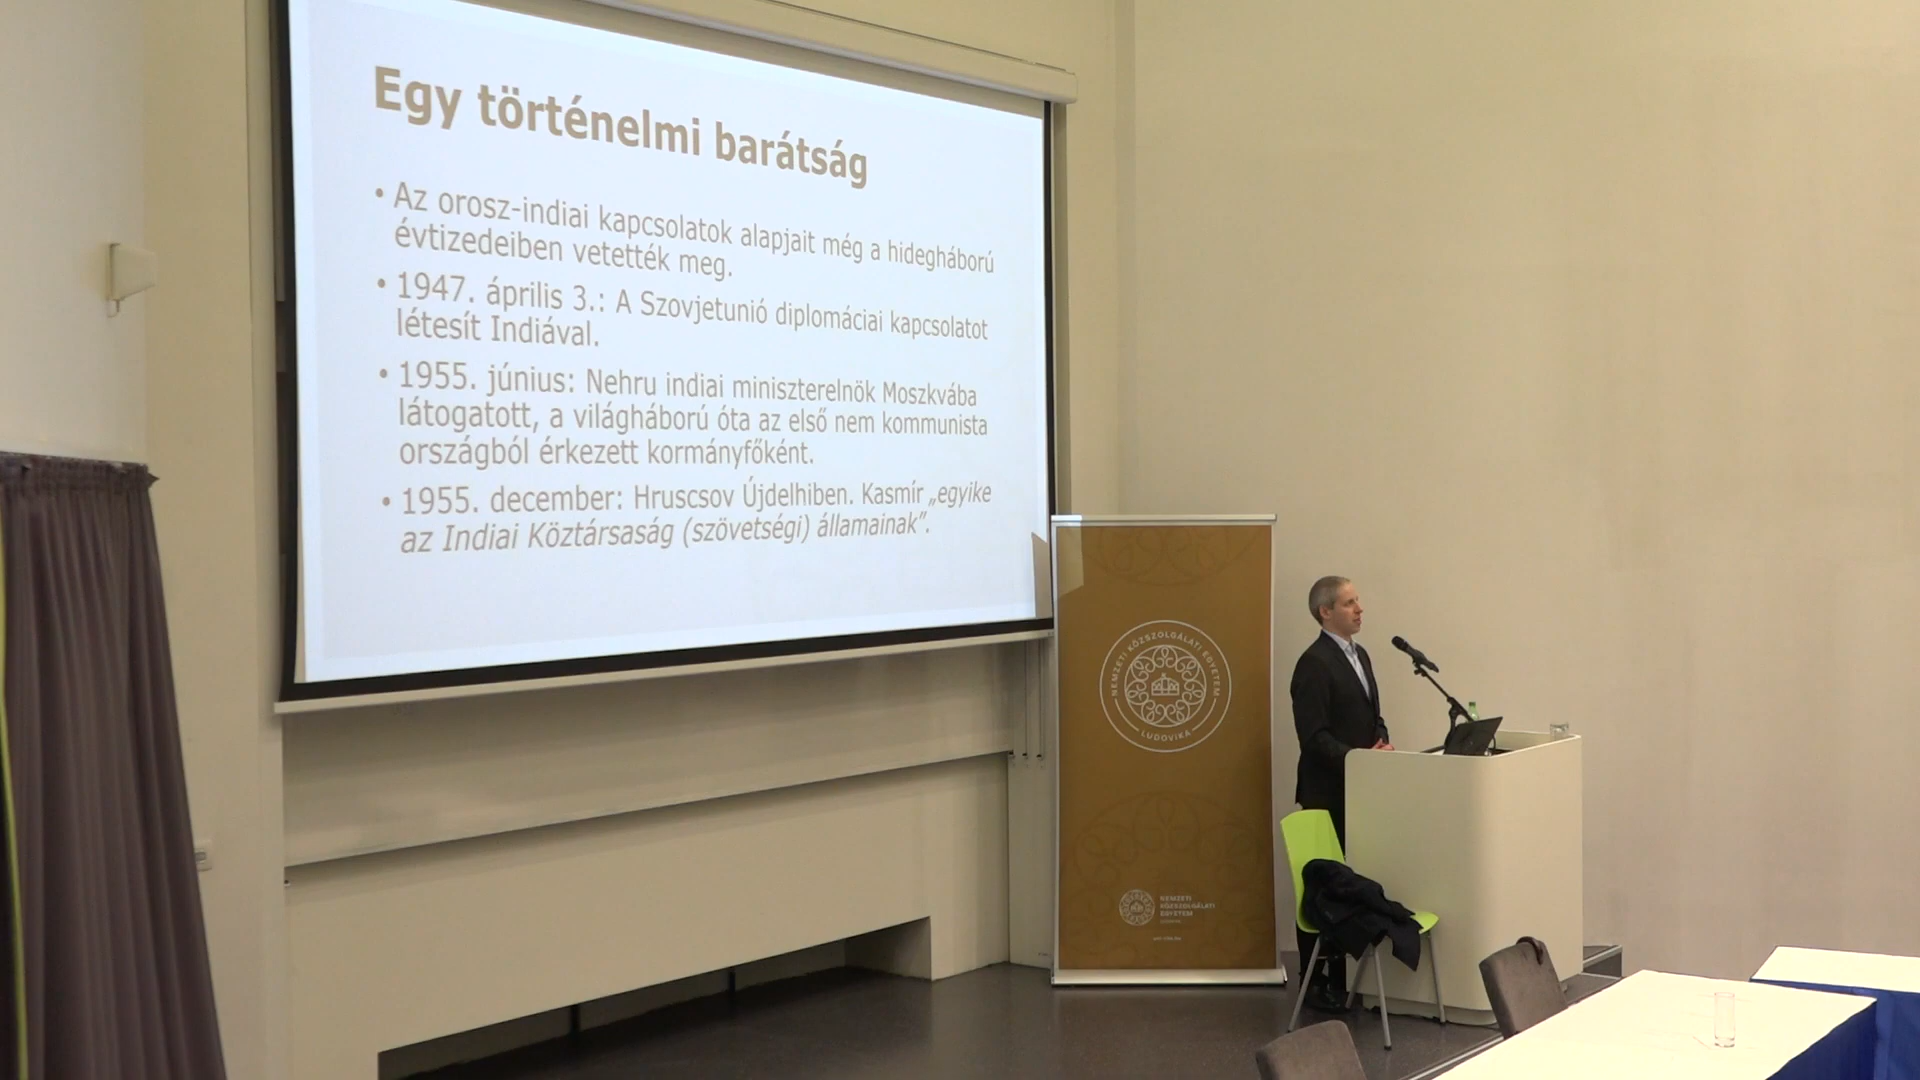 Egy történelmi barátság
• Az orosz-indiai kapcsolatok alapjait még a hidegháború
évtizedeiben vetették meg.
• 1947. április 3.: A Szovjetunió diplomáciai kapcsolatot
létesít Indiával.
• 1955. június: Nehru indiai miniszterelnök Moszkvába
látogatott, a világháború óta az első nem kommunista
országból érkezett kormányfőként.
• 1955. december: Hruscsov Újdelhiben. Kasmír „egyike
az Indiai Köztársaság (szövetségi) államainak”.
NEMZETI KÖZSZOLGÁLATI EGYETEM
LUDOVIKA
NEMZETI
KÖZSZOLGÁLATI
EGYETEM